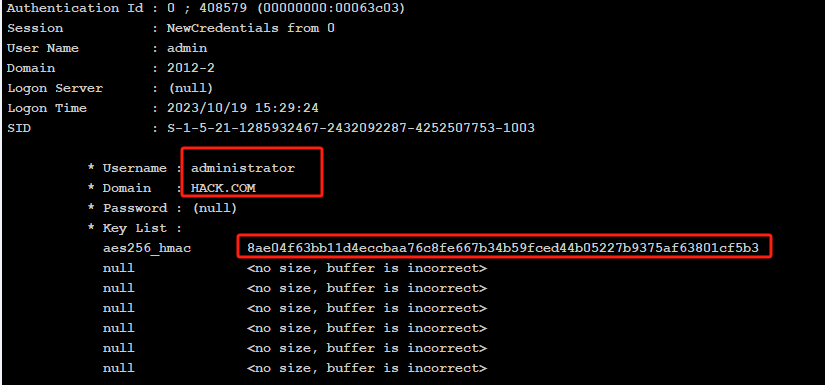 Authentication Id : 0 ; 408579 (00000000:00063c03)
Session           : NewCredentials from 0
User Name         : admin
Domain            : 2012-2
Logon Server      : (null)
Logon Time        : 2023/10/19 15:29:24
SID               : S-1-5-21-1285932467-2432092287-4252507753-1003
* Username : administrator
* Domain   : HACK.COM
* Password : (null)
* Key List :
aes256_hmac       8ae04f63bb11d4eccbaa76c8fe667b34b59fced44b05227b9375af63801cf5b3
null              <no size, buffer is incorrect>
null              <no size, buffer is incorrect>
null              <no size, buffer is incorrect>
null              <no size, buffer is incorrect>
null              <no size, buffer is incorrect>
null              <no size, buffer is incorrect>